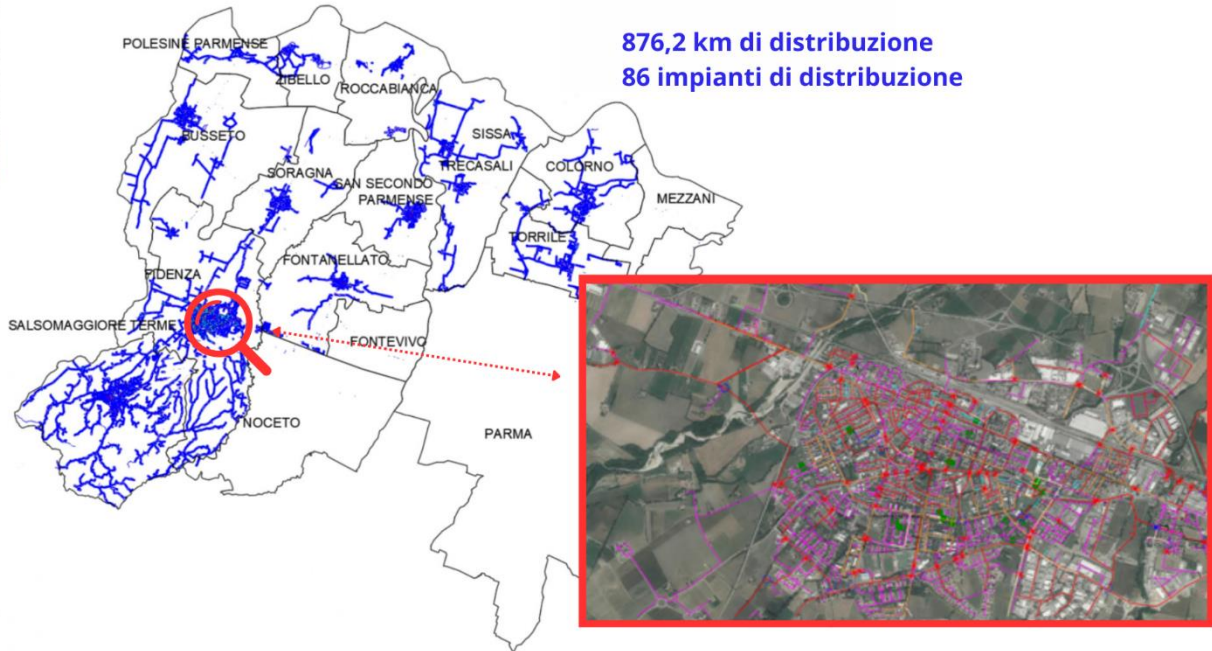 876,2 km di distribuzione
86 impianti di distribuzione
POLESINE PARMENSE
ZIBELLO
ROCCABIANCA
BUSSETO
SISSA
TRECASALI
COLORNO
SORAGNA
SAN SECONDO
PARMENSE
MEZZANI
TORRILE
FONTANELLATO
FIDENZA
SALSOMAGGIORE TERME
FONTEVIVO
NOCETO
PARMA